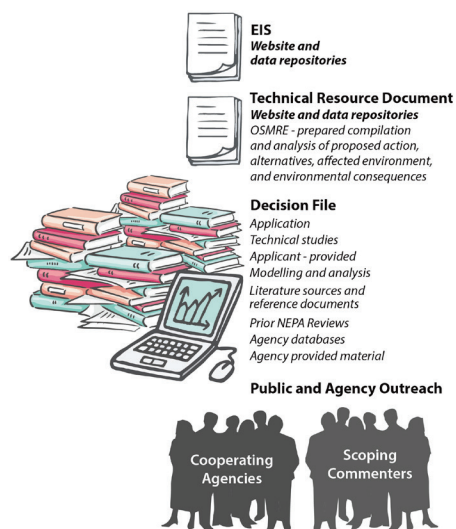 EIS
Website and
data repositories
Technical Resource Document
Website and data repositories
OSMRE - prepared compilation
and analysis of proposed action,
alternatives, affected environment,
and environmental consequences
Decision File
Application
Technical studies
Applicant - provided
Modelling and analysis
Literature sources and
reference documents
Prior NEPA Reviews
Agency databases
Agency provided material
Public and Agency Outreach
Cooperating
Agencies
Scoping
Commenters